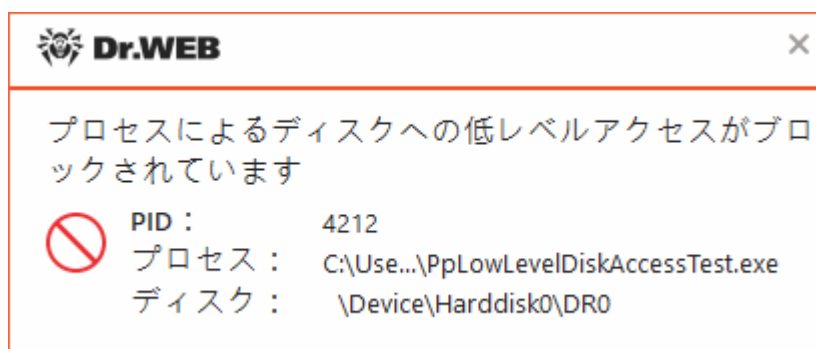 Dr.WEB
プロセスによるディスクへの低レベルアクセスがブロ
ックされています
PID： 4212
プロセス： C:\Use...\PpLowLevelDiskAccessTest.exe
ディスク： \Device\Harddisk0\DR0